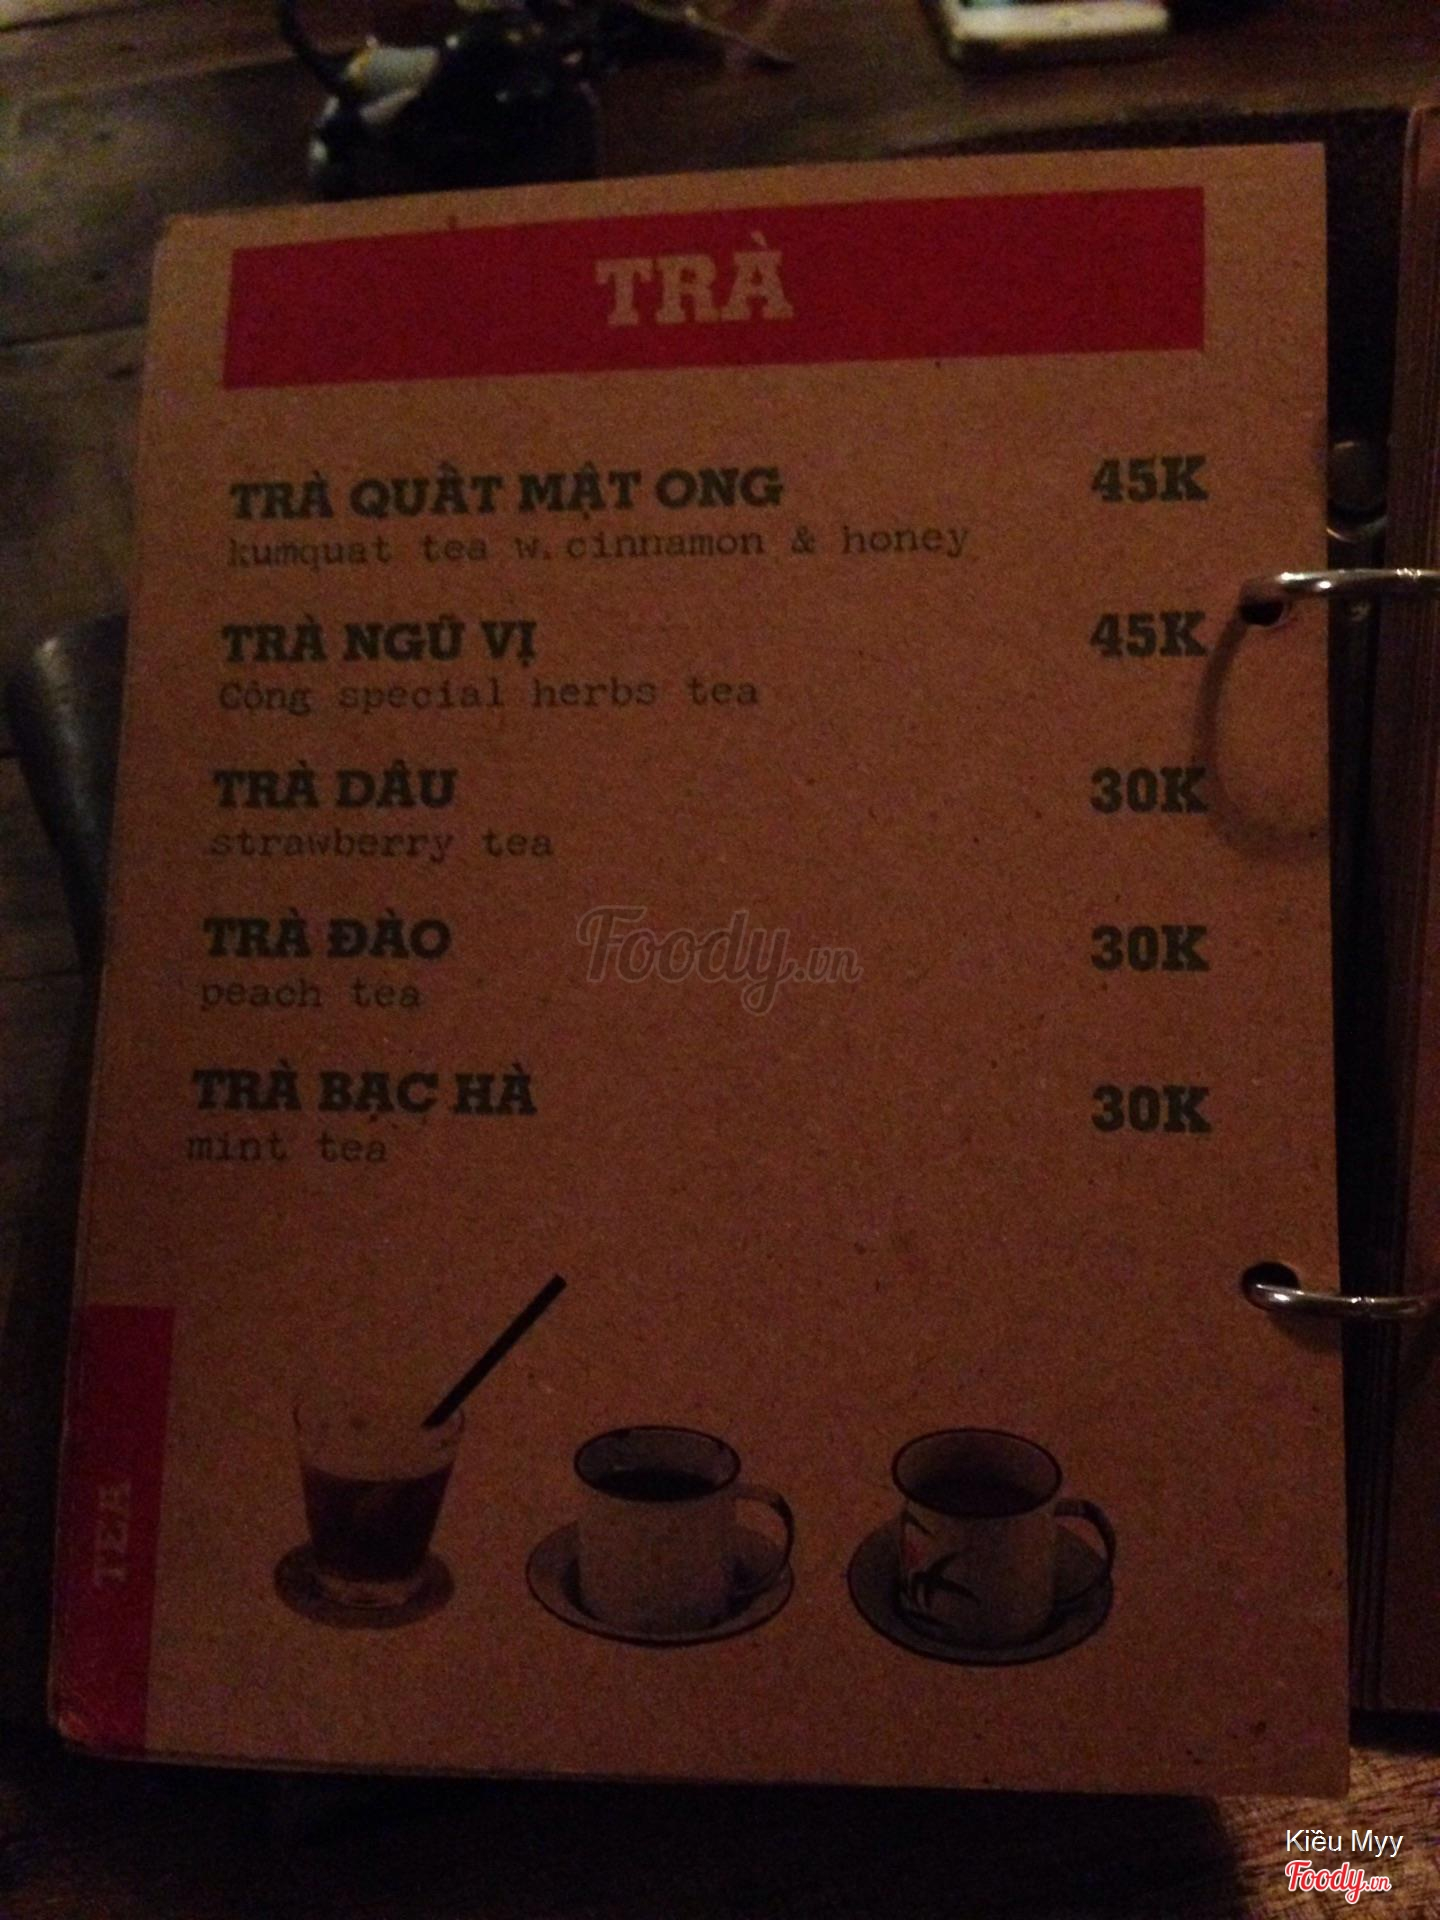 TRÀ
TRÀ QUẤT MẬT ONG 45K
kumquat tea w. cinnamon & honey
TRÀ NGŨ VỊ 45K
Cộng special herbs tea
TRÀ DÂU 30K
strawberry tea
TRÀ ĐÀO 30K
peach tea
Foody.vn
TRÀ BẠC HÀ 30K
mint tea
TEA
Kiều Myy
Foody.vn